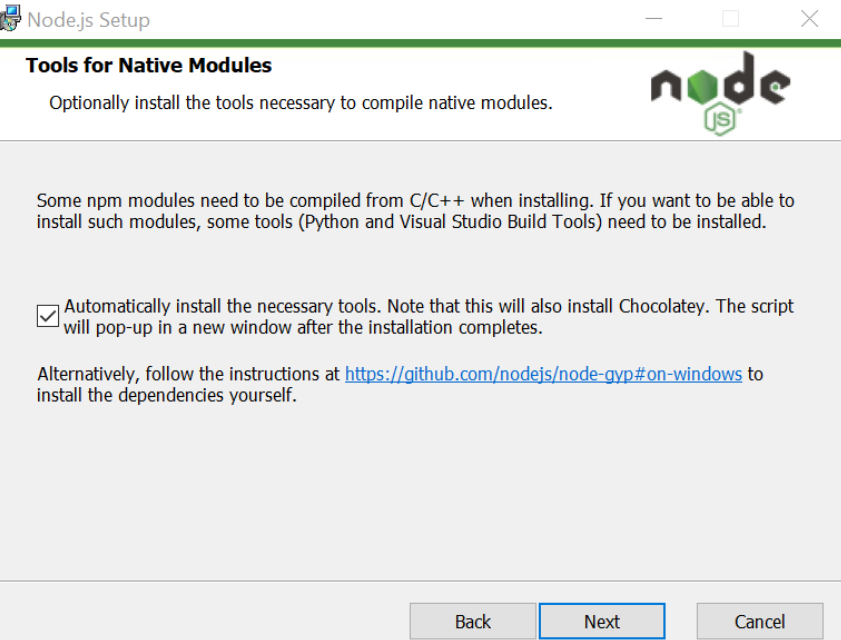 Node.js Setup
Tools for Native Modules
Optionally install the tools necessary to compile native modules.
node
JS
Some npm modules need to be compiled from C/C++ when installing. If you want to be able to
install such modules, some tools (Python and Visual Studio Build Tools) need to be installed.
Automatically install the necessary tools. Note that this will also install Chocolatey. The script
will pop-up in a new window after the installation completes.
Alternatively, follow the instructions at https://github.com/nodejs/node-gyp#on-windows to
install the dependencies yourself.
Back
Next
Cancel